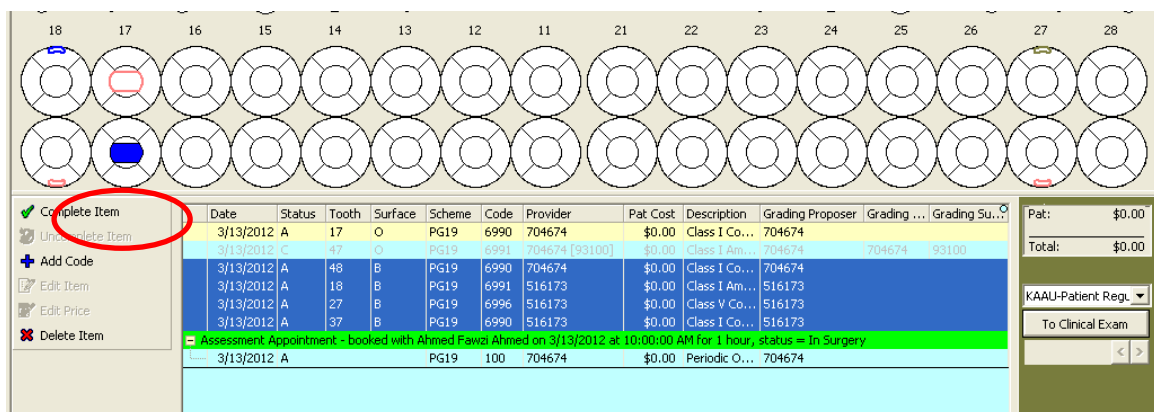 18 17 16 15 14 13 12 11 21 22 23 24 25 26 27 28
Complete Item
Uncomplete Item
Add Code
Edit Item
Edit Price
Delete Item
Date Status Tooth Surface Scheme Code Provider Pat Cost Description Grading Proposer Grading ... Grading Su...
3/13/2012 A 17 O PG19 6990 704674 $0.00 Class I Co... 704674
3/13/2012 C 47 O PG19 6991 704674 [93100] $0.00 Class I Am... 704674 704674 93100
3/13/2012 A 48 B PG19 6990 704674 $0.00 Class I Co... 704674
3/13/2012 A 18 B PG19 6991 516173 $0.00 Class I Am... 516173
3/13/2012 A 27 B PG19 6996 516173 $0.00 Class V Co... 516173
3/13/2012 A 37 B PG19 6990 516173 $0.00 Class I Co... 516173
Assessment Appointment - booked with Ahmed Fawzi Ahmed on 3/13/2012 at 10:00:00 AM for 1 hour, status = In Surgery
3/13/2012 A PG19 100 704674 $0.00 Periodic O... 704674
Pat: $0.00
Total: $0.00
KAAU-Patient Regu
To Clinical Exam